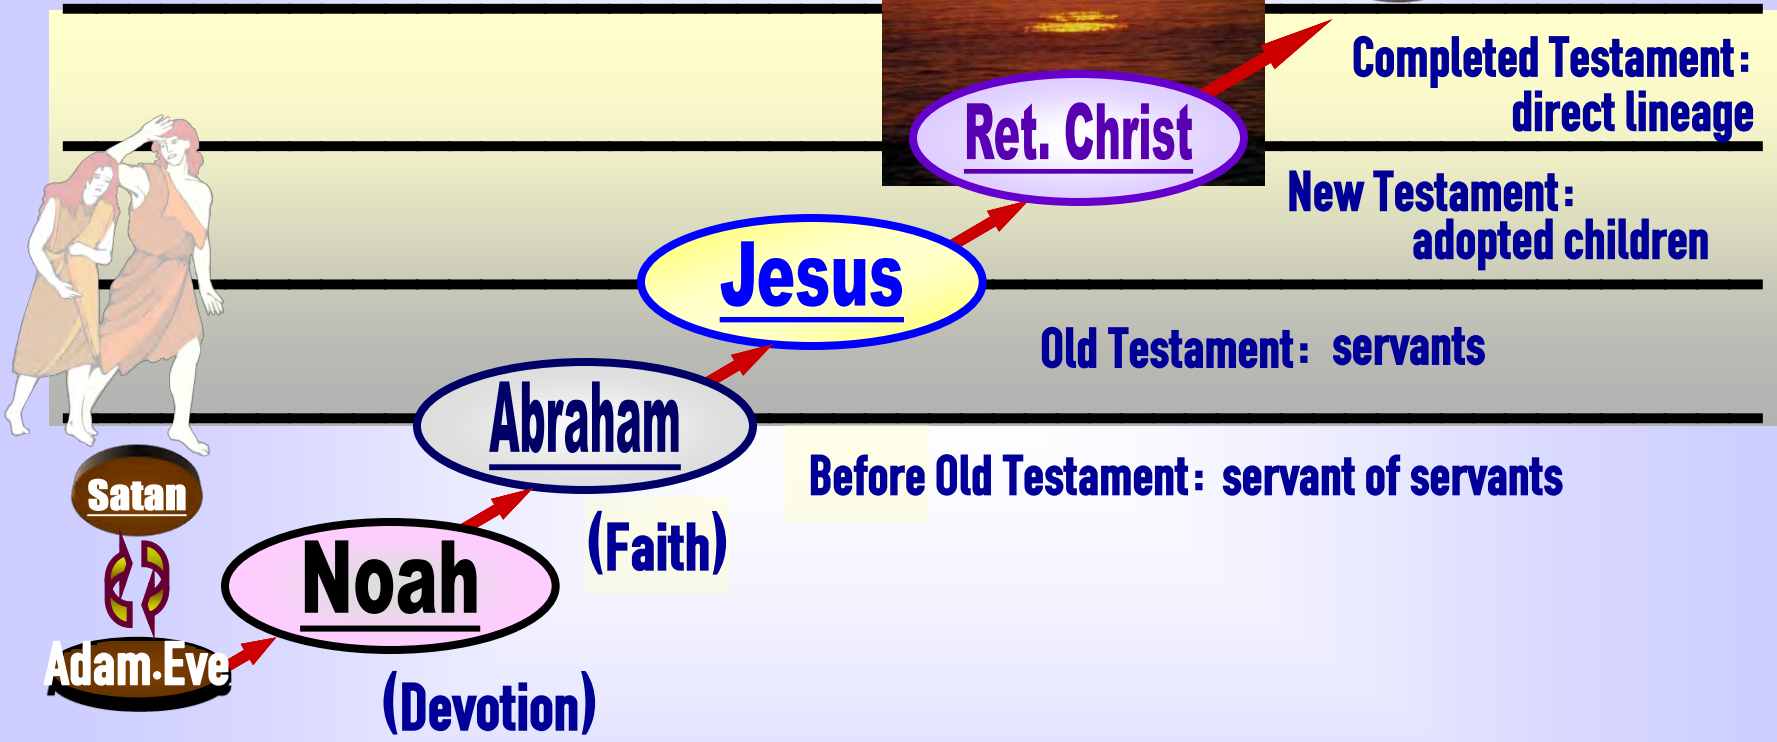 Completed Testament:
direct lineage
Ret. Christ
New Testament:
adopted children
Jesus
Old Testament: servants
Abraham
Before Old Testament: servant of servants
Satan
(Faith)
Noah
Adam.Eve
(Devotion)